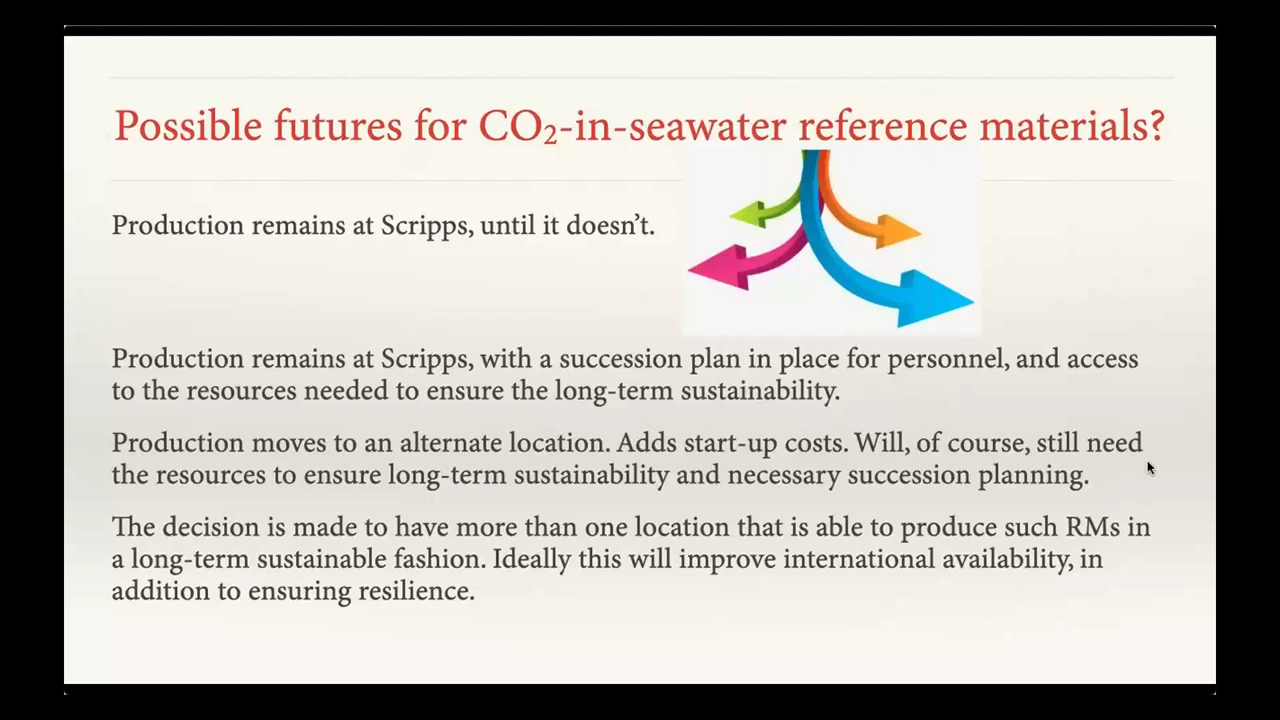 Possible futures for CO₂-in-seawater reference materials?
Production remains at Scripps, until it doesn’t.
Production remains at Scripps, with a succession plan in place for personnel, and access
to the resources needed to ensure the long-term sustainability.
Production moves to an alternate location. Adds start-up costs. Will, of course, still need
the resources to ensure long-term sustainability and necessary succession planning.
The decision is made to have more than one location that is able to produce such RMs in
a long-term sustainable fashion. Ideally this will improve international availability, in
addition to ensuring resilience.